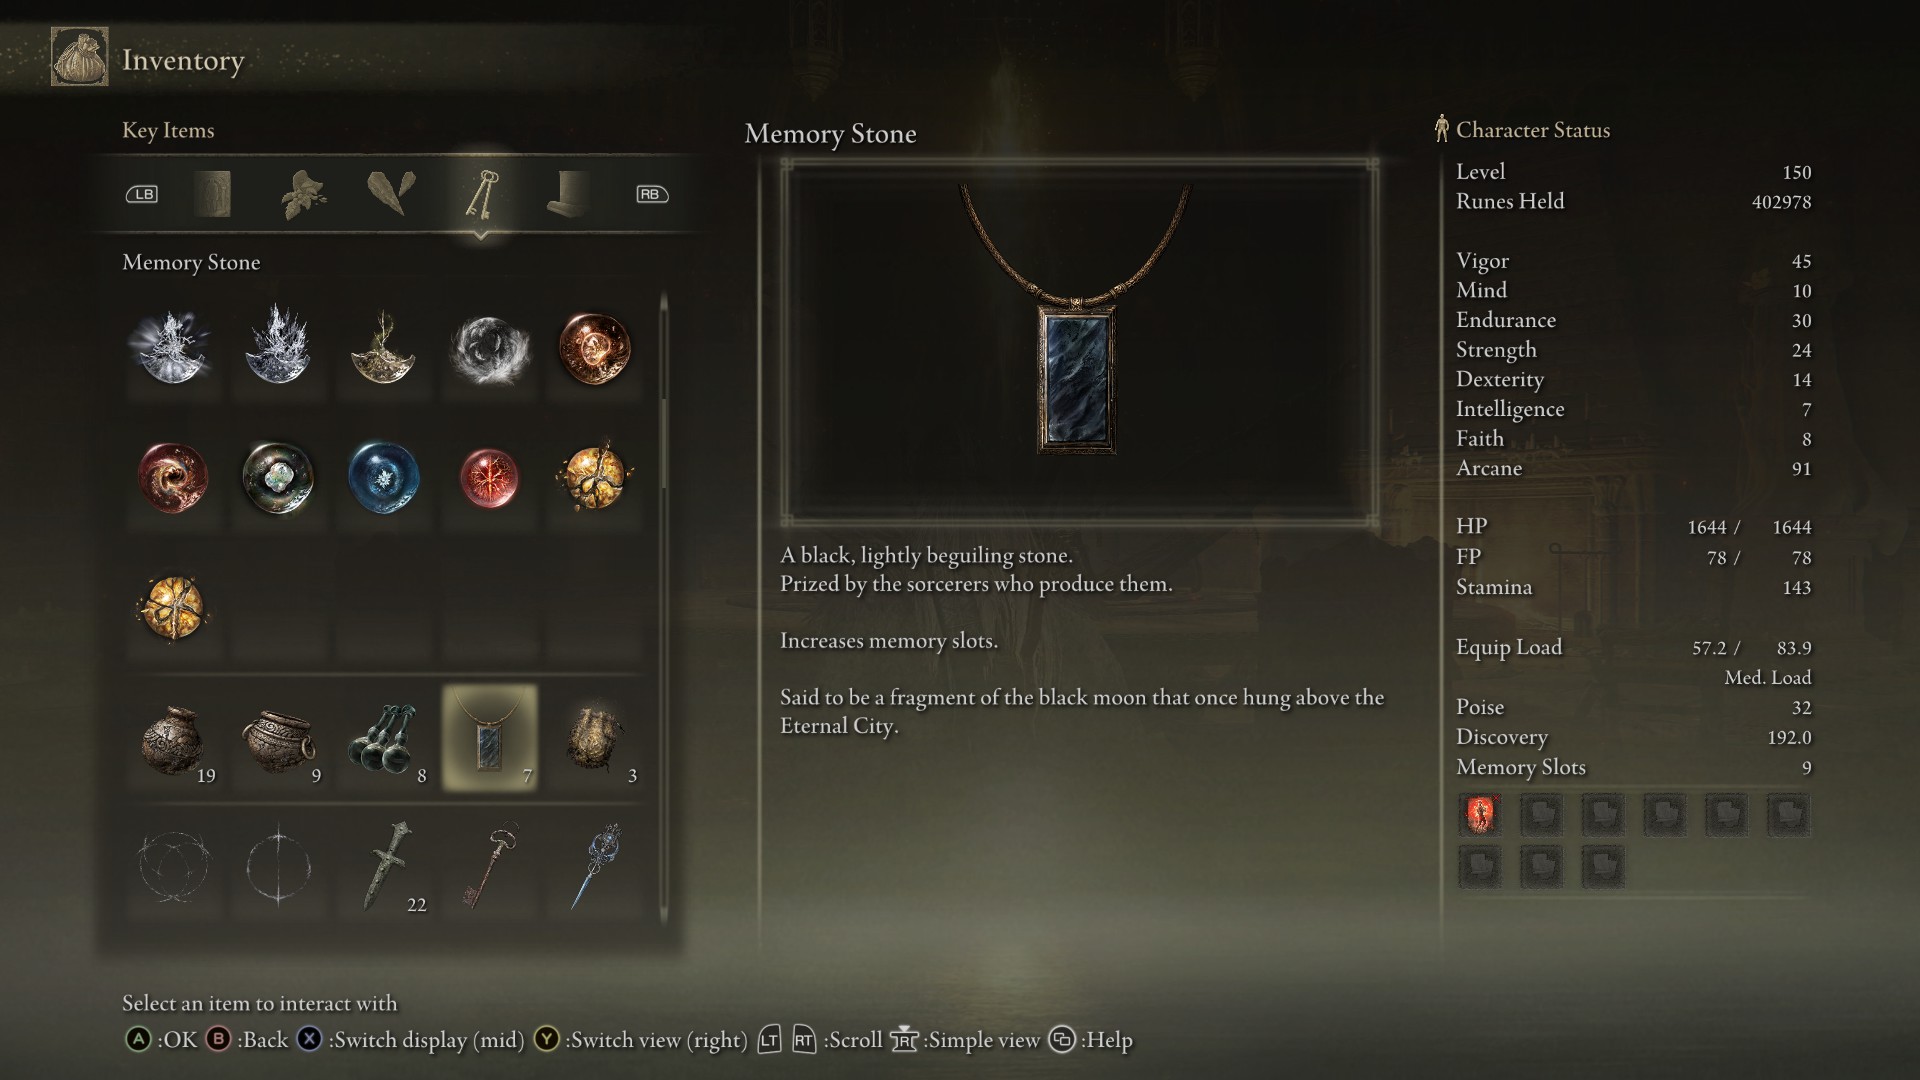 Inventory
Key Items
LB
RB
Memory Stone
19
9
8
7
3
22
Memory Stone
A black, lightly beguiling stone.
Prized by the sorcerers who produce them.
Increases memory slots.
Said to be a fragment of the black moon that once hung above the
Eternal City.
Character Status
Level 150
Runes Held 402978
Vigor 45
Mind 10
Endurance 30
Strength 24
Dexterity 14
Intelligence 7
Faith 8
Arcane 91
HP 1644 / 1644
FP 78 / 78
Stamina 143
Equip Load 57.2 / 83.9
Med. Load
Poise 32
Discovery 192.0
Memory Slots 9
Select an item to interact with
A :OK B :Back X :Switch display (mid) Y :Switch view (right) LT RT :Scroll R :Simple view :Help